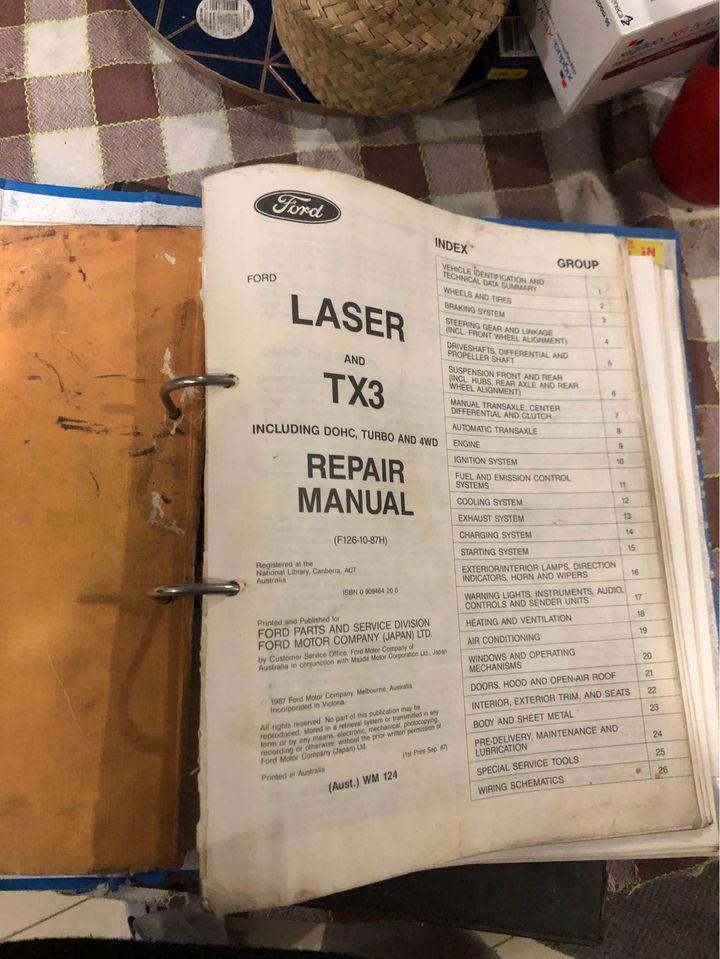 Ford
FORD
LASER
AND
TX3
INCLUDING DOHC, TURBO AND 4WD
REPAIR
MANUAL
(F126-10-87H)
Registered at the
National Library, Canberra, ACT
Australia
ISBN 0 909464 20 0
Printed and Published for
FORD PARTS AND SERVICE DIVISION
FORD MOTOR COMPANY (JAPAN) LTD.
by Customer Service Office, Ford Motor Company of
Australia in conjunction with Mazda Motor Corporation Ltd., Japan
© 1987 Ford Motor Company, Melbourne, Australia.
Incorporated in Victoria.
All rights reserved. No part of this publication may be
reproduced, stored in a retrieval system or transmitted in any
form or by any means, electronic, mechanical, photocopying,
recording or otherwise, without the prior written permission of
Ford Motor Company (Japan) Ltd.
(1st Print Sep. 87)
Printed in Australia
(Aust.) WM 124
INDEX GROUP
VEHICLE IDENTIFICATION AND
TECHNICAL DATA SUMMARY 1
WHEELS AND TIRES 2
BRAKING SYSTEM 3
STEERING GEAR AND LINKAGE
(INCL. FRONT WHEEL ALIGNMENT) 4
DRIVESHAFTS, DIFFERENTIAL AND
PROPELLER SHAFT 5
SUSPENSION FRONT AND REAR
(INCL. HUBS, REAR AXLE AND REAR
WHEEL ALIGNMENT) 6
MANUAL TRANSAXLE, CENTER
DIFFERENTIAL AND CLUTCH 7
AUTOMATIC TRANSAXLE 8
ENGINE 9
IGNITION SYSTEM 10
FUEL AND EMISSION CONTROL
SYSTEMS 11
COOLING SYSTEM 12
EXHAUST SYSTEM 13
CHARGING SYSTEM 14
STARTING SYSTEM 15
EXTERIOR/INTERIOR LAMPS, DIRECTION
INDICATORS, HORN AND WIPERS 16
WARNING LIGHTS, INSTRUMENTS, AUDIO,
CONTROLS AND SENDER UNITS 17
HEATING AND VENTILATION 18
AIR CONDITIONING 19
WINDOWS AND OPERATING
MECHANISMS 20
DOORS, HOOD AND OPEN-AIR ROOF 21
INTERIOR, EXTERIOR TRIM, AND SEATS 22
BODY AND SHEET METAL 23
PRE-DELIVERY, MAINTENANCE AND
LUBRICATION 24
SPECIAL SERVICE TOOLS 25
WIRING SCHEMATICS 26
IN